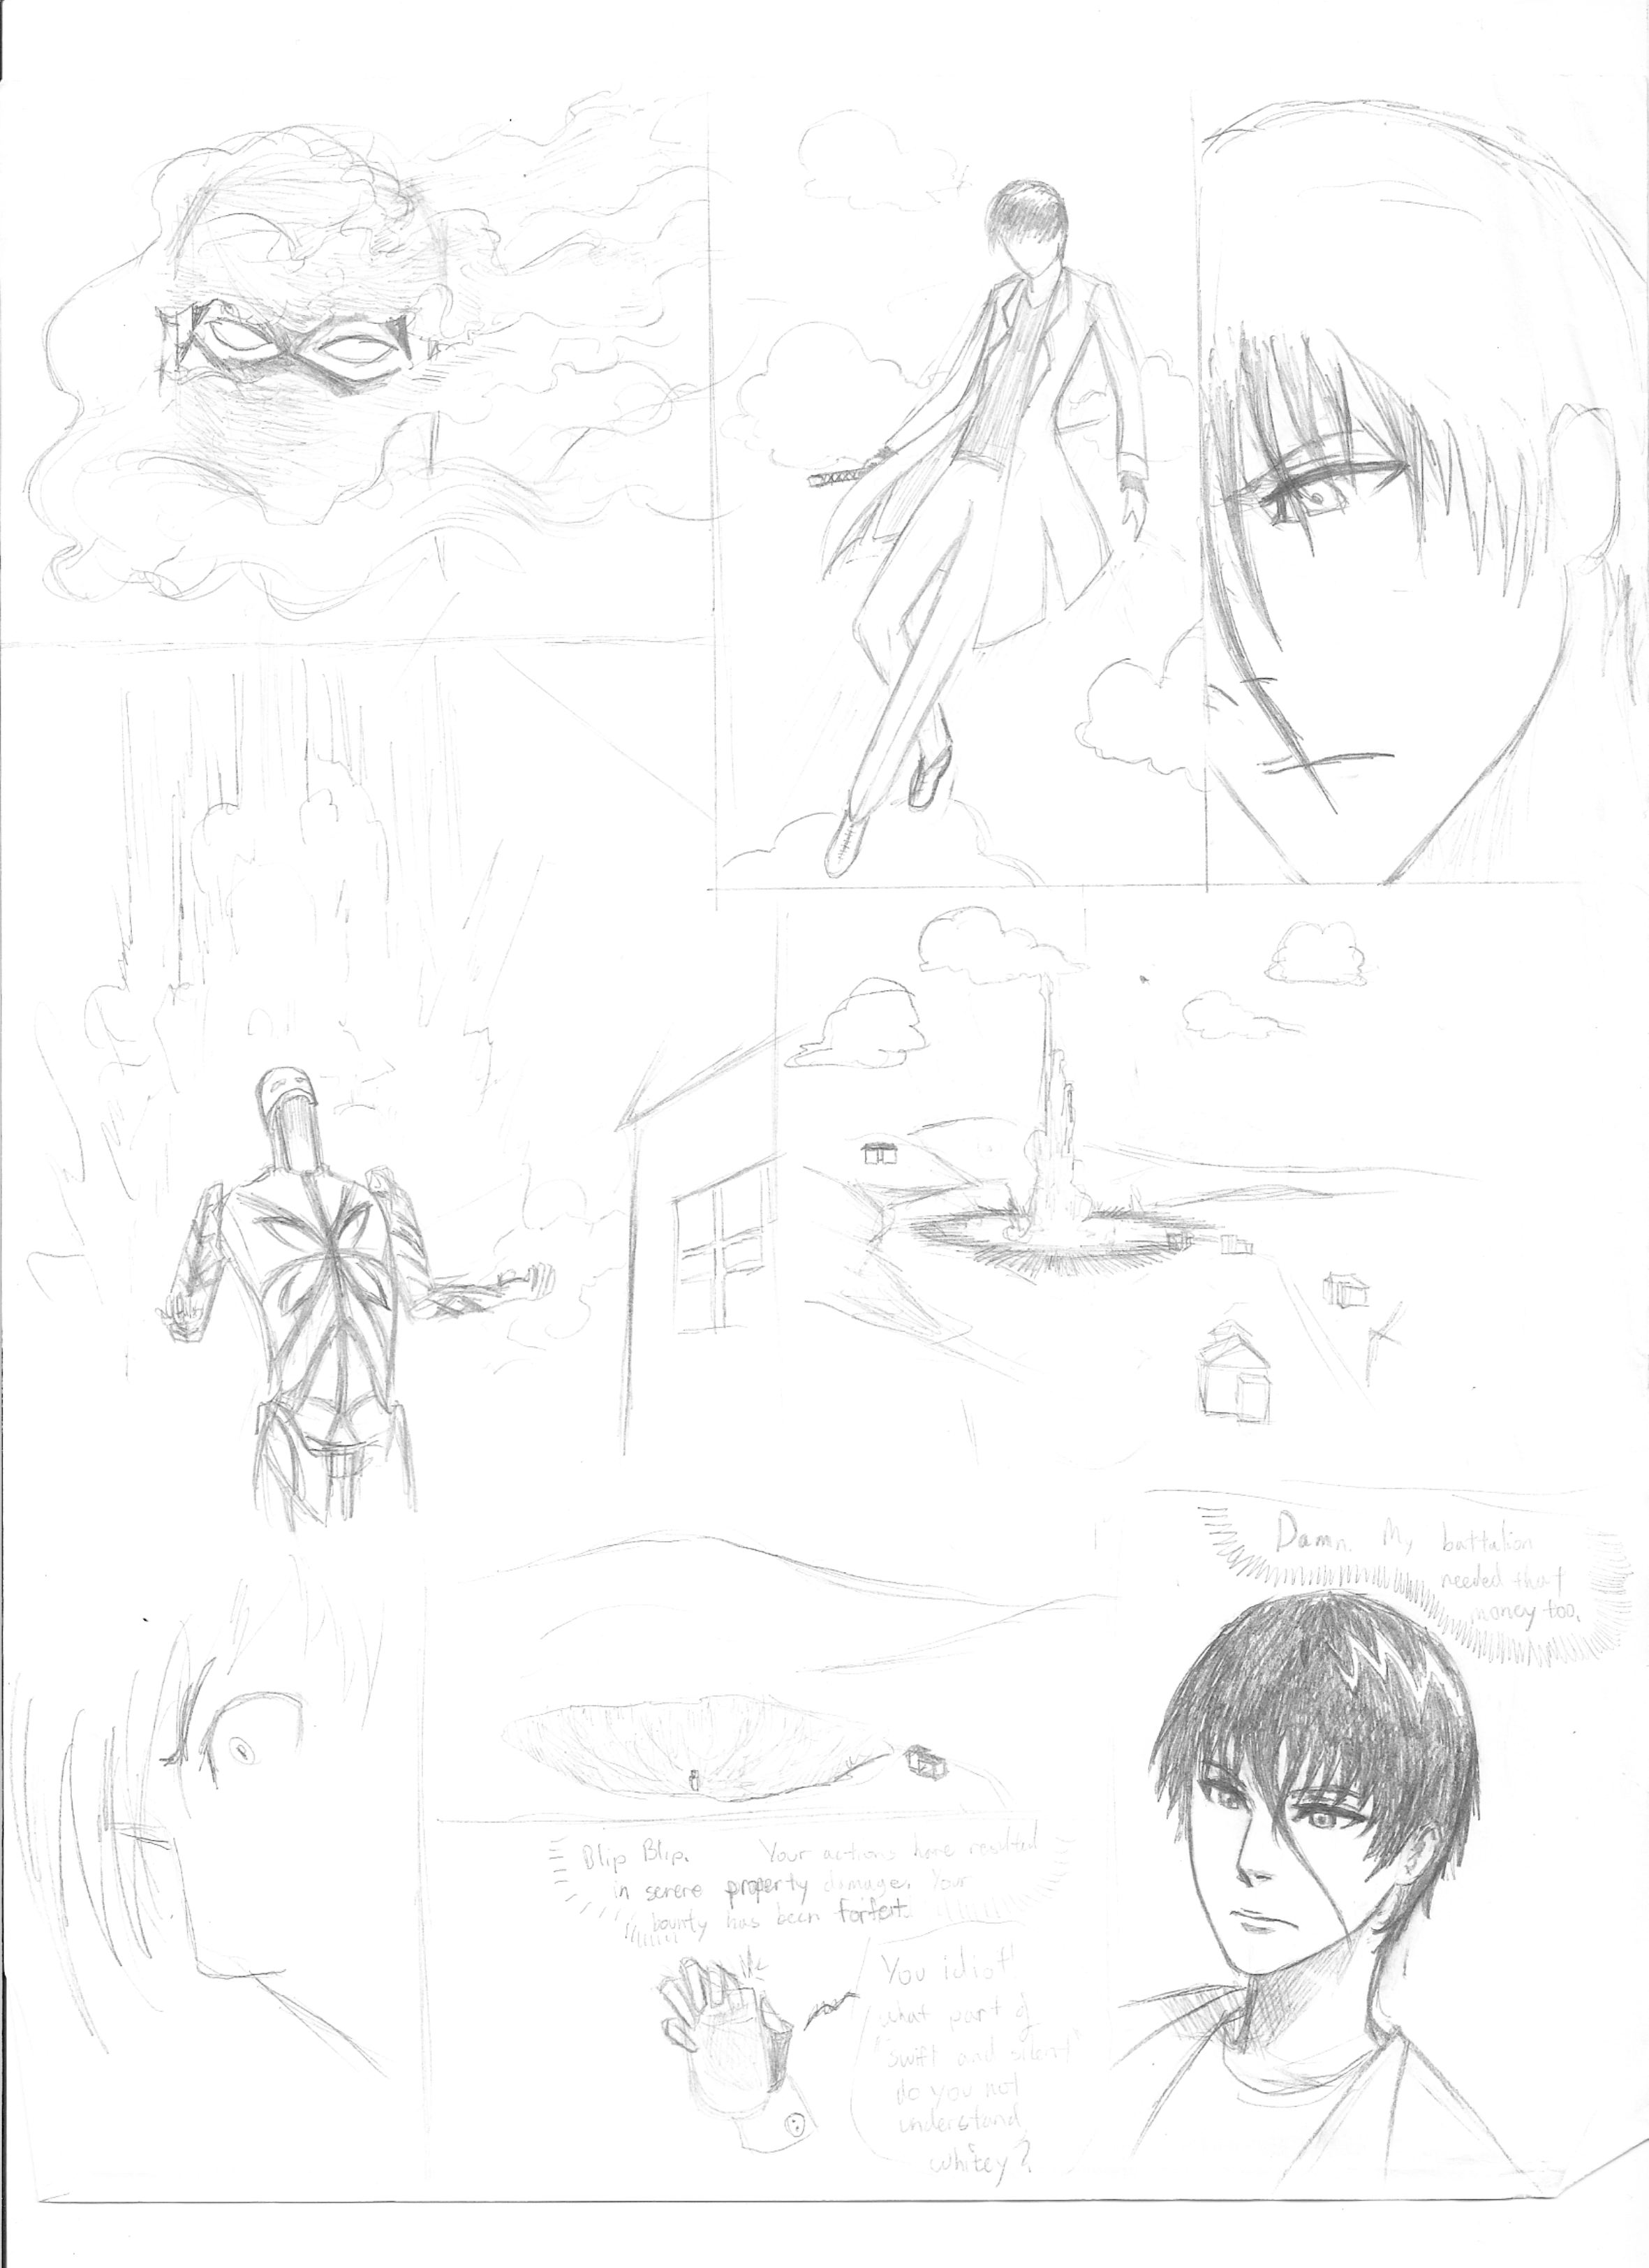 Damn. My battalion
needed that
money too.
Blip Blip. Your actions have resulted
in severe property damage. Your
bounty has been forfeit.
You idiot!
what part of
"swift and silent"
do you not
understand
whitey?